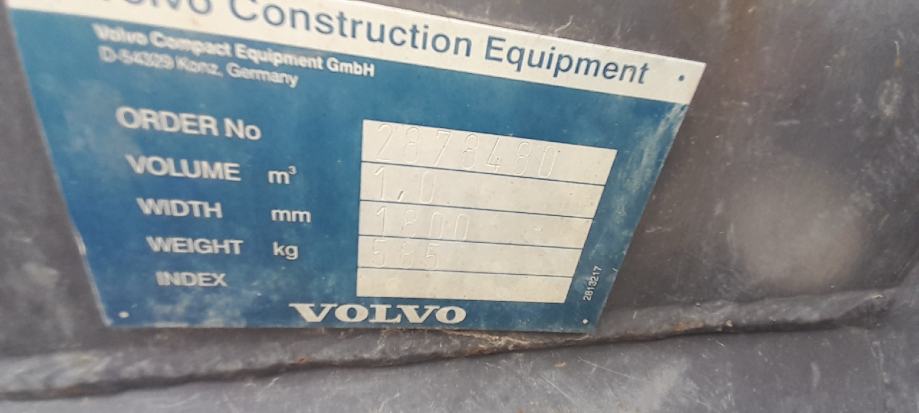 Volvo Construction Equipment
Volvo Compact Equipment GmbH
D-54329 Konz, Germany
ORDER No 2878480
VOLUME m³ 1,0
WIDTH mm 1800
WEIGHT kg 585
INDEX
2813217
VOLVO